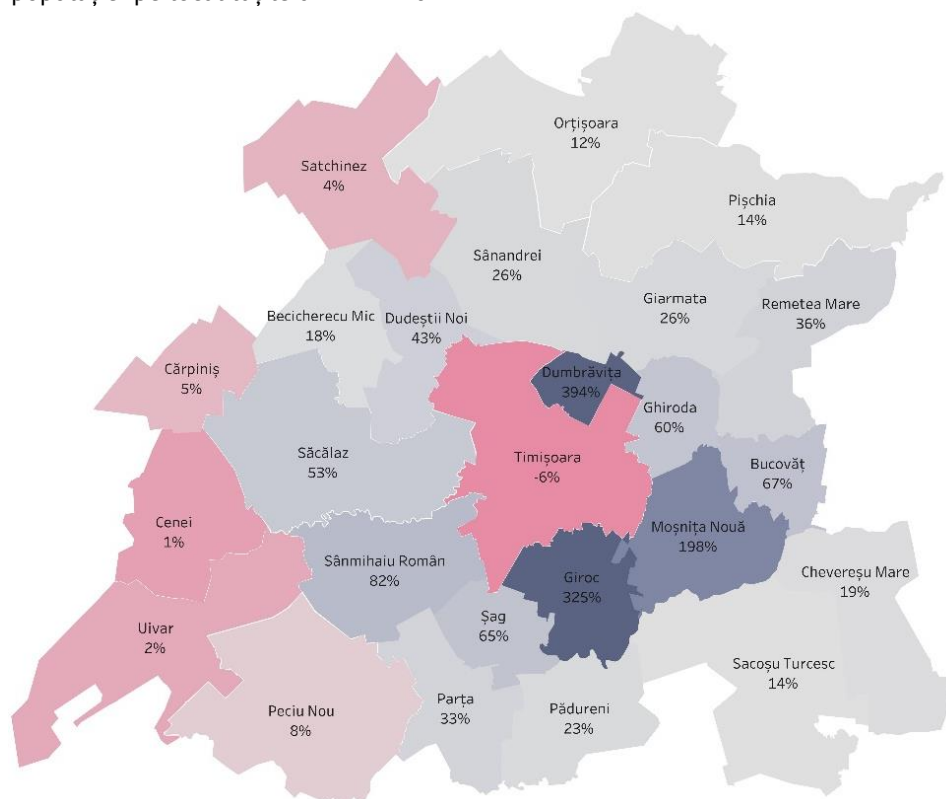 Orțișoara
12%
Satchinez
4%
Pișchia
14%
Sânandrei
26%
Giarmata
26%
Remetea Mare
36%
Becicherecu Mic
18%
Dudeștii Noi
43%
Cărpiniș
5%
Dumbrăvița
394%
Ghiroda
60%
Săcălaz
53%
Timișoara
-6%
Bucovăț
67%
Cenei
1%
Moșnița Nouă
198%
Sânmihaiu Român
82%
Giroc
325%
Chevereșu Mare
19%
Șag
65%
Uivar
2%
Sacoșu Turcesc
14%
Parța
33%
Pădureni
23%
Peciu Nou
8%